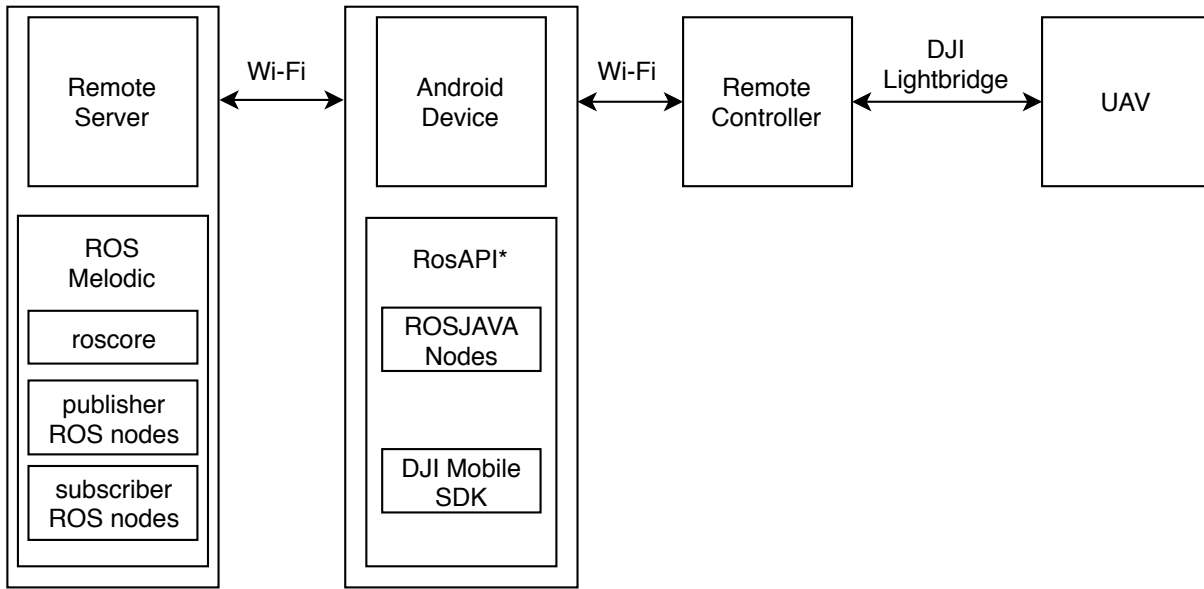 Remote
Server
Wi-Fi
Android
Device
Wi-Fi
Remote
Controller
DJI
Lightbridge
UAV
ROS
Melodic
roscore
publisher
ROS nodes
subscriber
ROS nodes
RosAPI*
ROSJAVA
Nodes
DJI Mobile
SDK